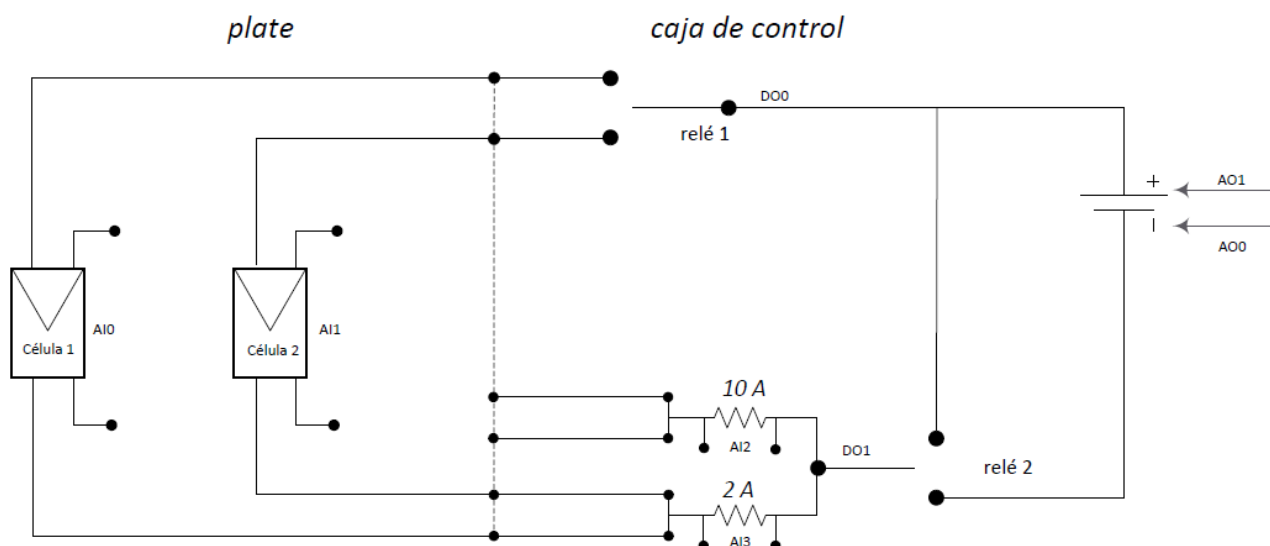 plate
caja de control
DO0
relé 1
+
AO1
AO0
AI0
Célula 1
AI1
Célula 2
10 A
AI2
DO1
relé 2
2 A
AI3